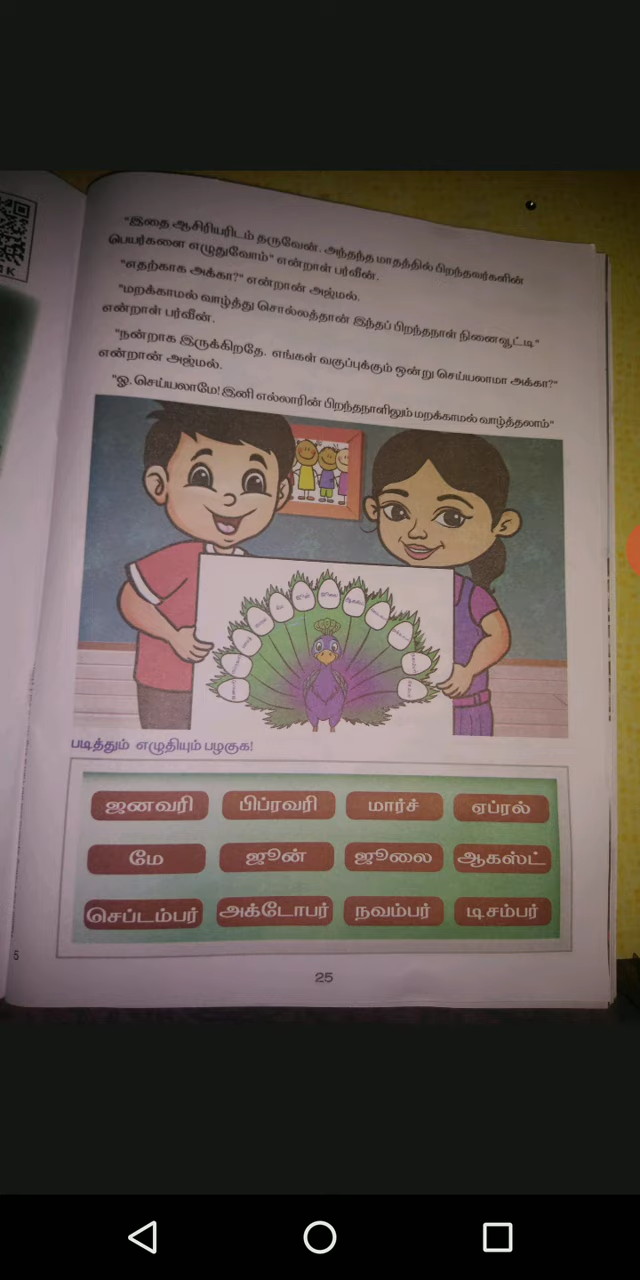 K
"இதை ஆசிரியரிடம் தருவேன். அந்தந்த மாதத்தில் பிறந்தவர்களின்
பெயர்களை எழுதுவோம்" என்றாள் பர்வீன்.
"எதற்காக அக்கா?" என்றான் அஜ்மல்.
"மறக்காமல் வாழ்த்து சொல்லத்தான் இந்தப் பிறந்தநாள் நினைவூட்டி"
என்றாள் பர்வீன்.
"நன்றாக இருக்கிறதே. எங்கள் வகுப்புக்கும் ஒன்று செய்யலாமா அக்கா?"
என்றான் அஜ்மல்.
"ஓ. செய்யலாமே! இனி எல்லாரின் பிறந்தநாளிலும் மறக்காமல் வாழ்த்தலாம்"
படித்தும் எழுதியும் பழகுக!
ஜனவரி பிப்ரவரி மார்ச் ஏப்ரல்
மே ஜூன் ஜூலை ஆகஸ்ட்
செப்டம்பர் அக்டோபர் நவம்பர் டிசம்பர்
5
25